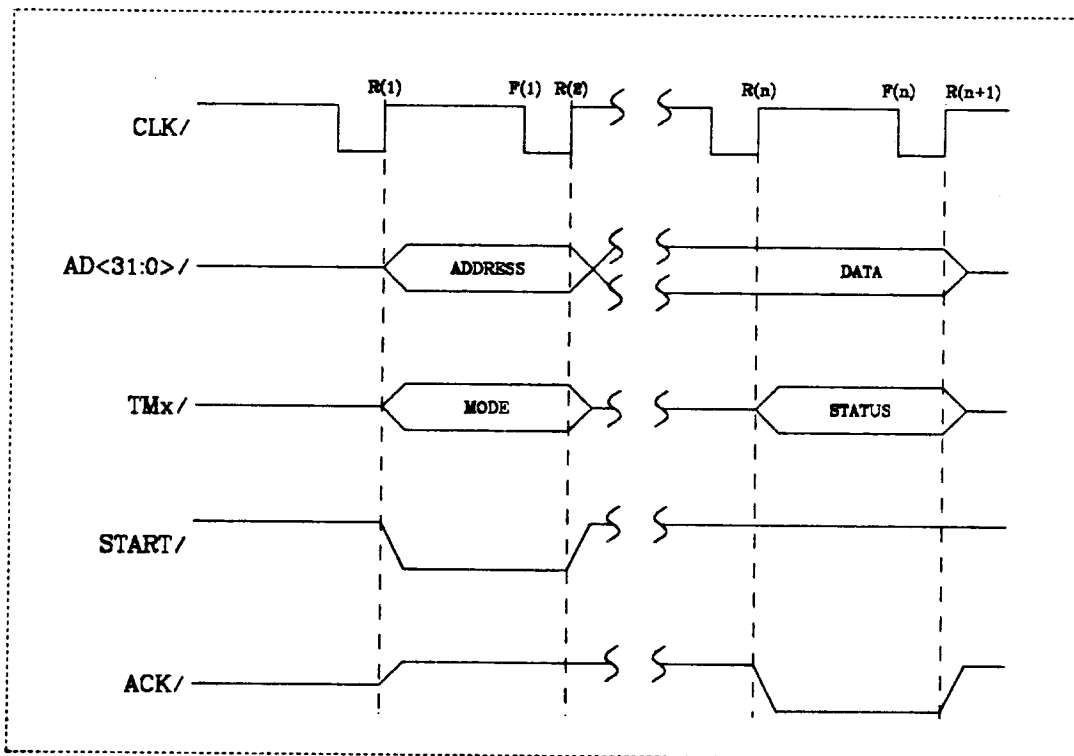 R(1) F(1) R(2) R(n) F(n) R(n+1)
CLK/
AD<31:0>/ ADDRESS DATA
TMx/ MODE STATUS
START/
ACK/